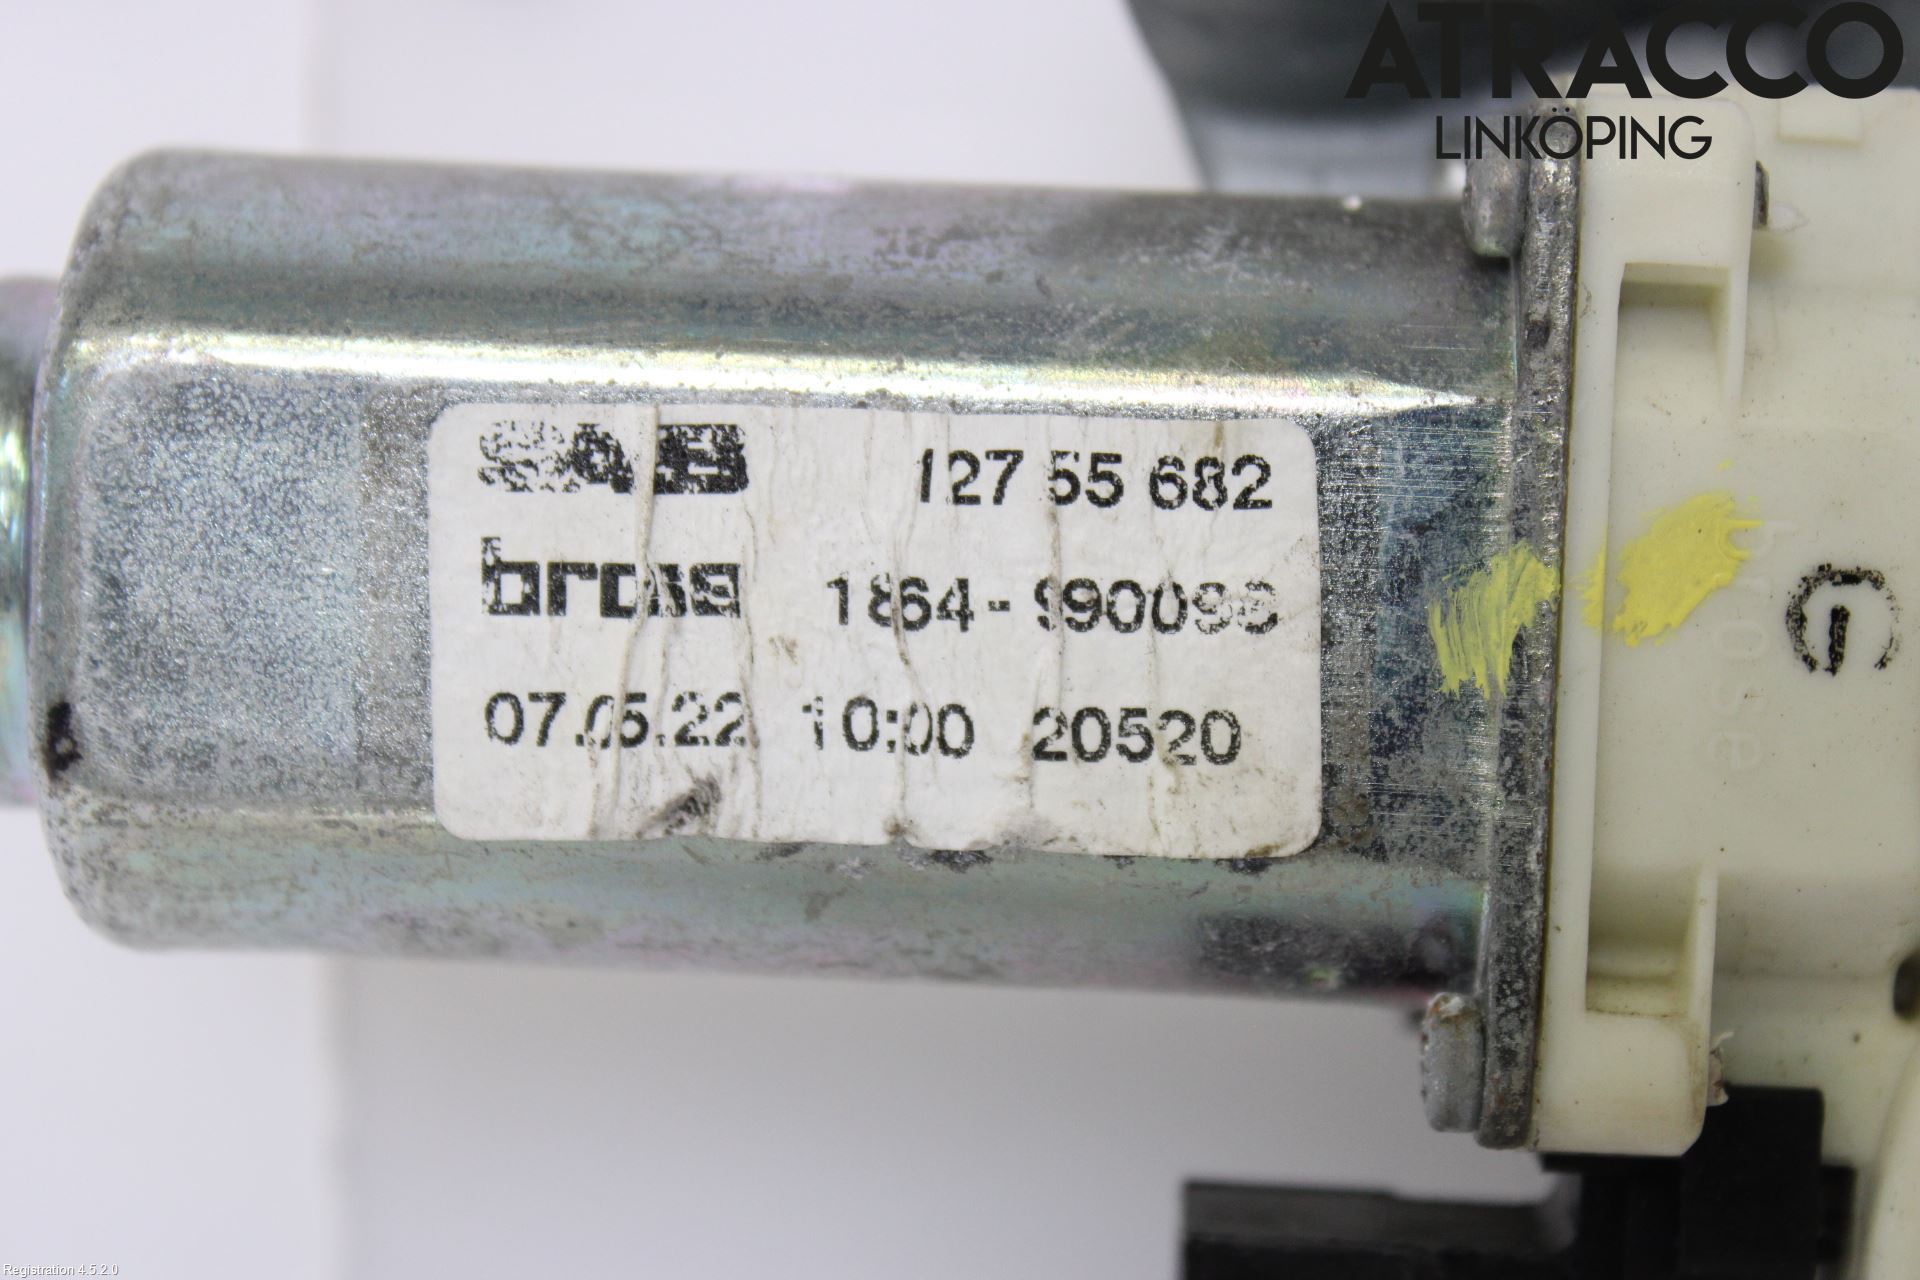 ATRACCO
LINKÖPING
SAAB 127 55 682
brose 1864-990098
07.05.22 10:00 20520
brose
Registration 4.5.2.0